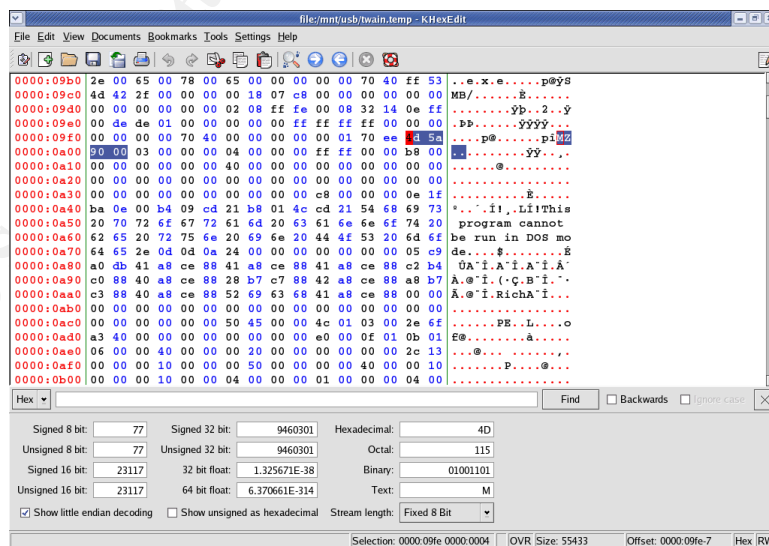 file:/mnt/usb/twain.temp - KHexEdit
File Edit View Documents Bookmarks Tools Settings Help
0000:09b0 2e 00 65 00 78 00 65 00 00 00 00 00 70 40 ff 53 ..e.x.e.....p@ÿS
0000:09c0 4d 42 2f 00 00 00 00 18 07 c8 00 00 00 00 00 00 MB/......È......
0000:09d0 00 00 00 00 00 02 08 ff fe 00 08 32 14 0e ff .......ÿþ..2..ÿ
0000:09e0 00 de de 01 00 00 00 00 00 ff ff ff ff 00 00 00 .ÞÞ.....ÿÿÿÿ...
0000:09f0 00 00 00 00 70 40 00 00 00 00 01 70 ee 4d 5a ....p@.....pîMZ
0000:0a00 90 00 03 00 00 00 04 00 00 00 ff ff 00 00 b8 00 ..........ÿÿ..¸.
0000:0a10 00 00 00 00 00 00 40 00 00 00 00 00 00 00 00 00 ......@.........
0000:0a20 00 00 00 00 00 00 00 00 00 00 00 00 00 00 00 00 ................
0000:0a30 00 00 00 00 00 00 00 00 00 00 c8 00 00 00 0e 1f ..........È.....
0000:0a40 ba 0e 00 b4 09 cd 21 b8 01 4c cd 21 54 68 69 73 º..´.Í!¸.LÍ!This
0000:0a50 20 70 72 6f 67 72 61 6d 20 63 61 6e 6e 6f 74 20 program cannot
0000:0a60 62 65 20 72 75 6e 20 69 6e 20 44 4f 53 20 6d 6f be run in DOS mo
0000:0a70 64 65 2e 0d 0d 0a 24 00 00 00 00 00 00 00 05 c9 de....$........É
0000:0a80 a0 db 41 a8 ce 88 41 a8 ce 88 41 a8 ce 88 c2 b4 ÛA¨Î.A¨Î.A¨Î.Â´
0000:0a90 c0 88 40 a8 ce 88 28 b7 c7 88 42 a8 ce 88 a8 b7 À.@¨Î.(·Ç.B¨Î.¨·
0000:0aa0 c3 88 40 a8 ce 88 52 69 63 68 41 a8 ce 88 00 00 Ã.@¨Î.RichA¨Î...
0000:0ab0 00 00 00 00 00 00 00 00 00 00 00 00 00 00 00 00 ................
0000:0ac0 00 00 00 00 00 00 50 45 00 00 4c 01 03 00 2e 6f ......PE..L....o
0000:0ad0 a3 40 00 00 00 00 00 00 00 00 e0 00 0f 01 0b 01 £@........à.....
0000:0ae0 06 00 00 40 00 00 00 20 00 00 00 00 00 00 2c 13 ...@... ......,.
0000:0af0 00 00 00 10 00 00 00 50 00 00 00 00 40 00 00 10 .......P....@...
0000:0b00 00 00 00 10 00 00 04 00 00 00 01 00 00 00 04 00 ................
Hex Find Backwards Ignore case
Signed 8 bit: 77 Signed 32 bit: 9460301 Hexadecimal: 4D
Unsigned 8 bit: 77 Unsigned 32 bit: 9460301 Octal: 115
Signed 16 bit: 23117 32 bit float: 1.325671E-38 Binary: 01001101
Unsigned 16 bit: 23117 64 bit float: 6.370661E-314 Text: M
Show little endian decoding Show unsigned as hexadecimal Stream length: Fixed 8 Bit
Selection: 0000:09fe 0000:0004 OVR Size: 55433 Offset: 0000:09fe-7 Hex RW